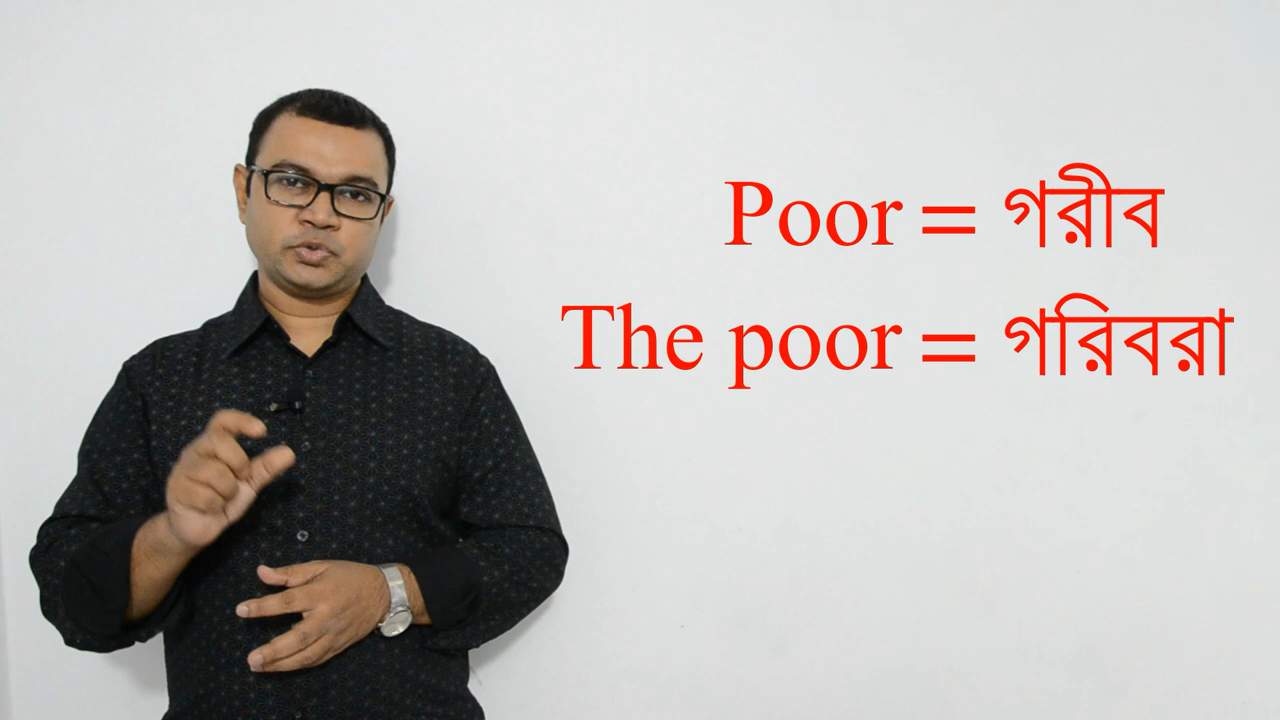 Poor = গরীব
The poor = গরিবরা